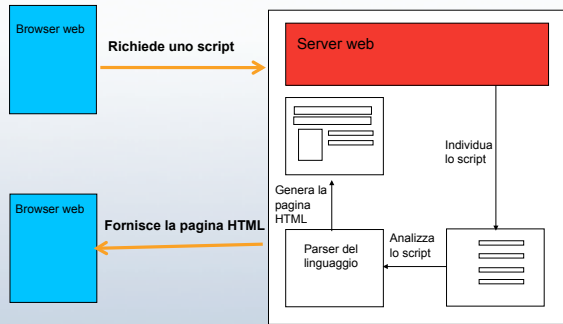 Browser web
Richiede uno script
Server web
Individua
lo script
Genera la
pagina
HTML
Browser web
Fornisce la pagina HTML
Parser del
linguaggio
Analizza
lo script